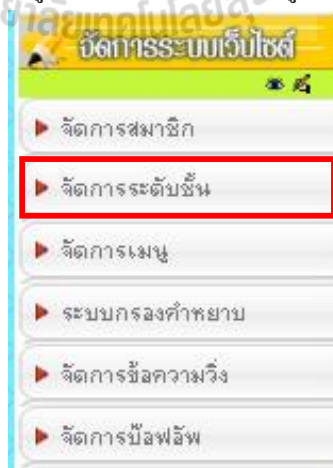 จัดการระบบเว็บไซต์
จัดการสมาชิก
จัดการระดับชั้น
จัดการเมนู
ระบบกรองคำหยาบ
จัดการข้อความวิ่ง
จัดการป๊อฟอัพ